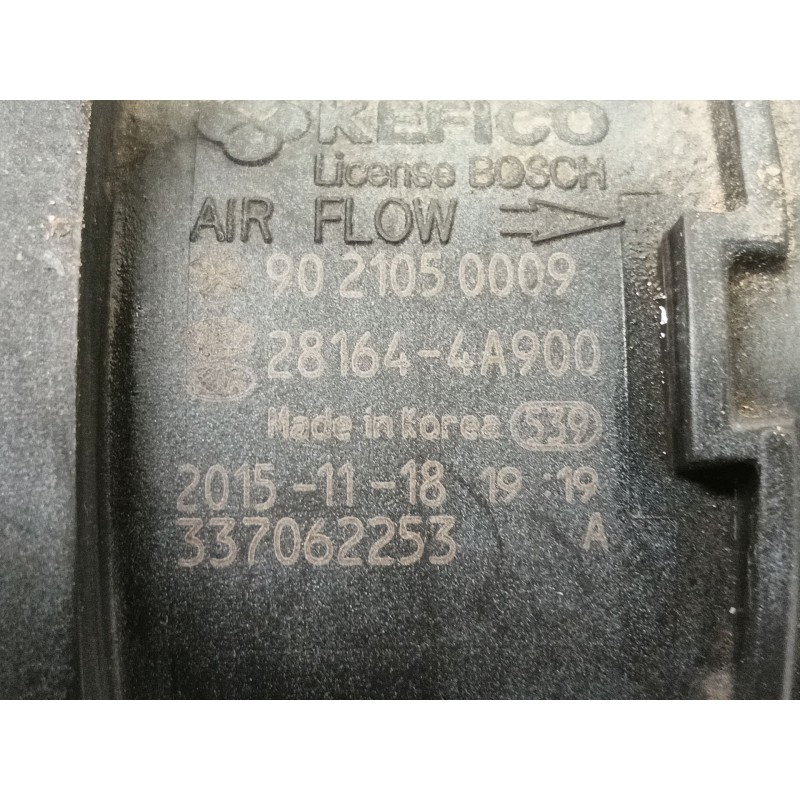 KEFICO
License BOSCH
AIR FLOW
90 2105 0009
28164-4A900
Made in Korea S39
2015-11-18 19 19
337062253 A